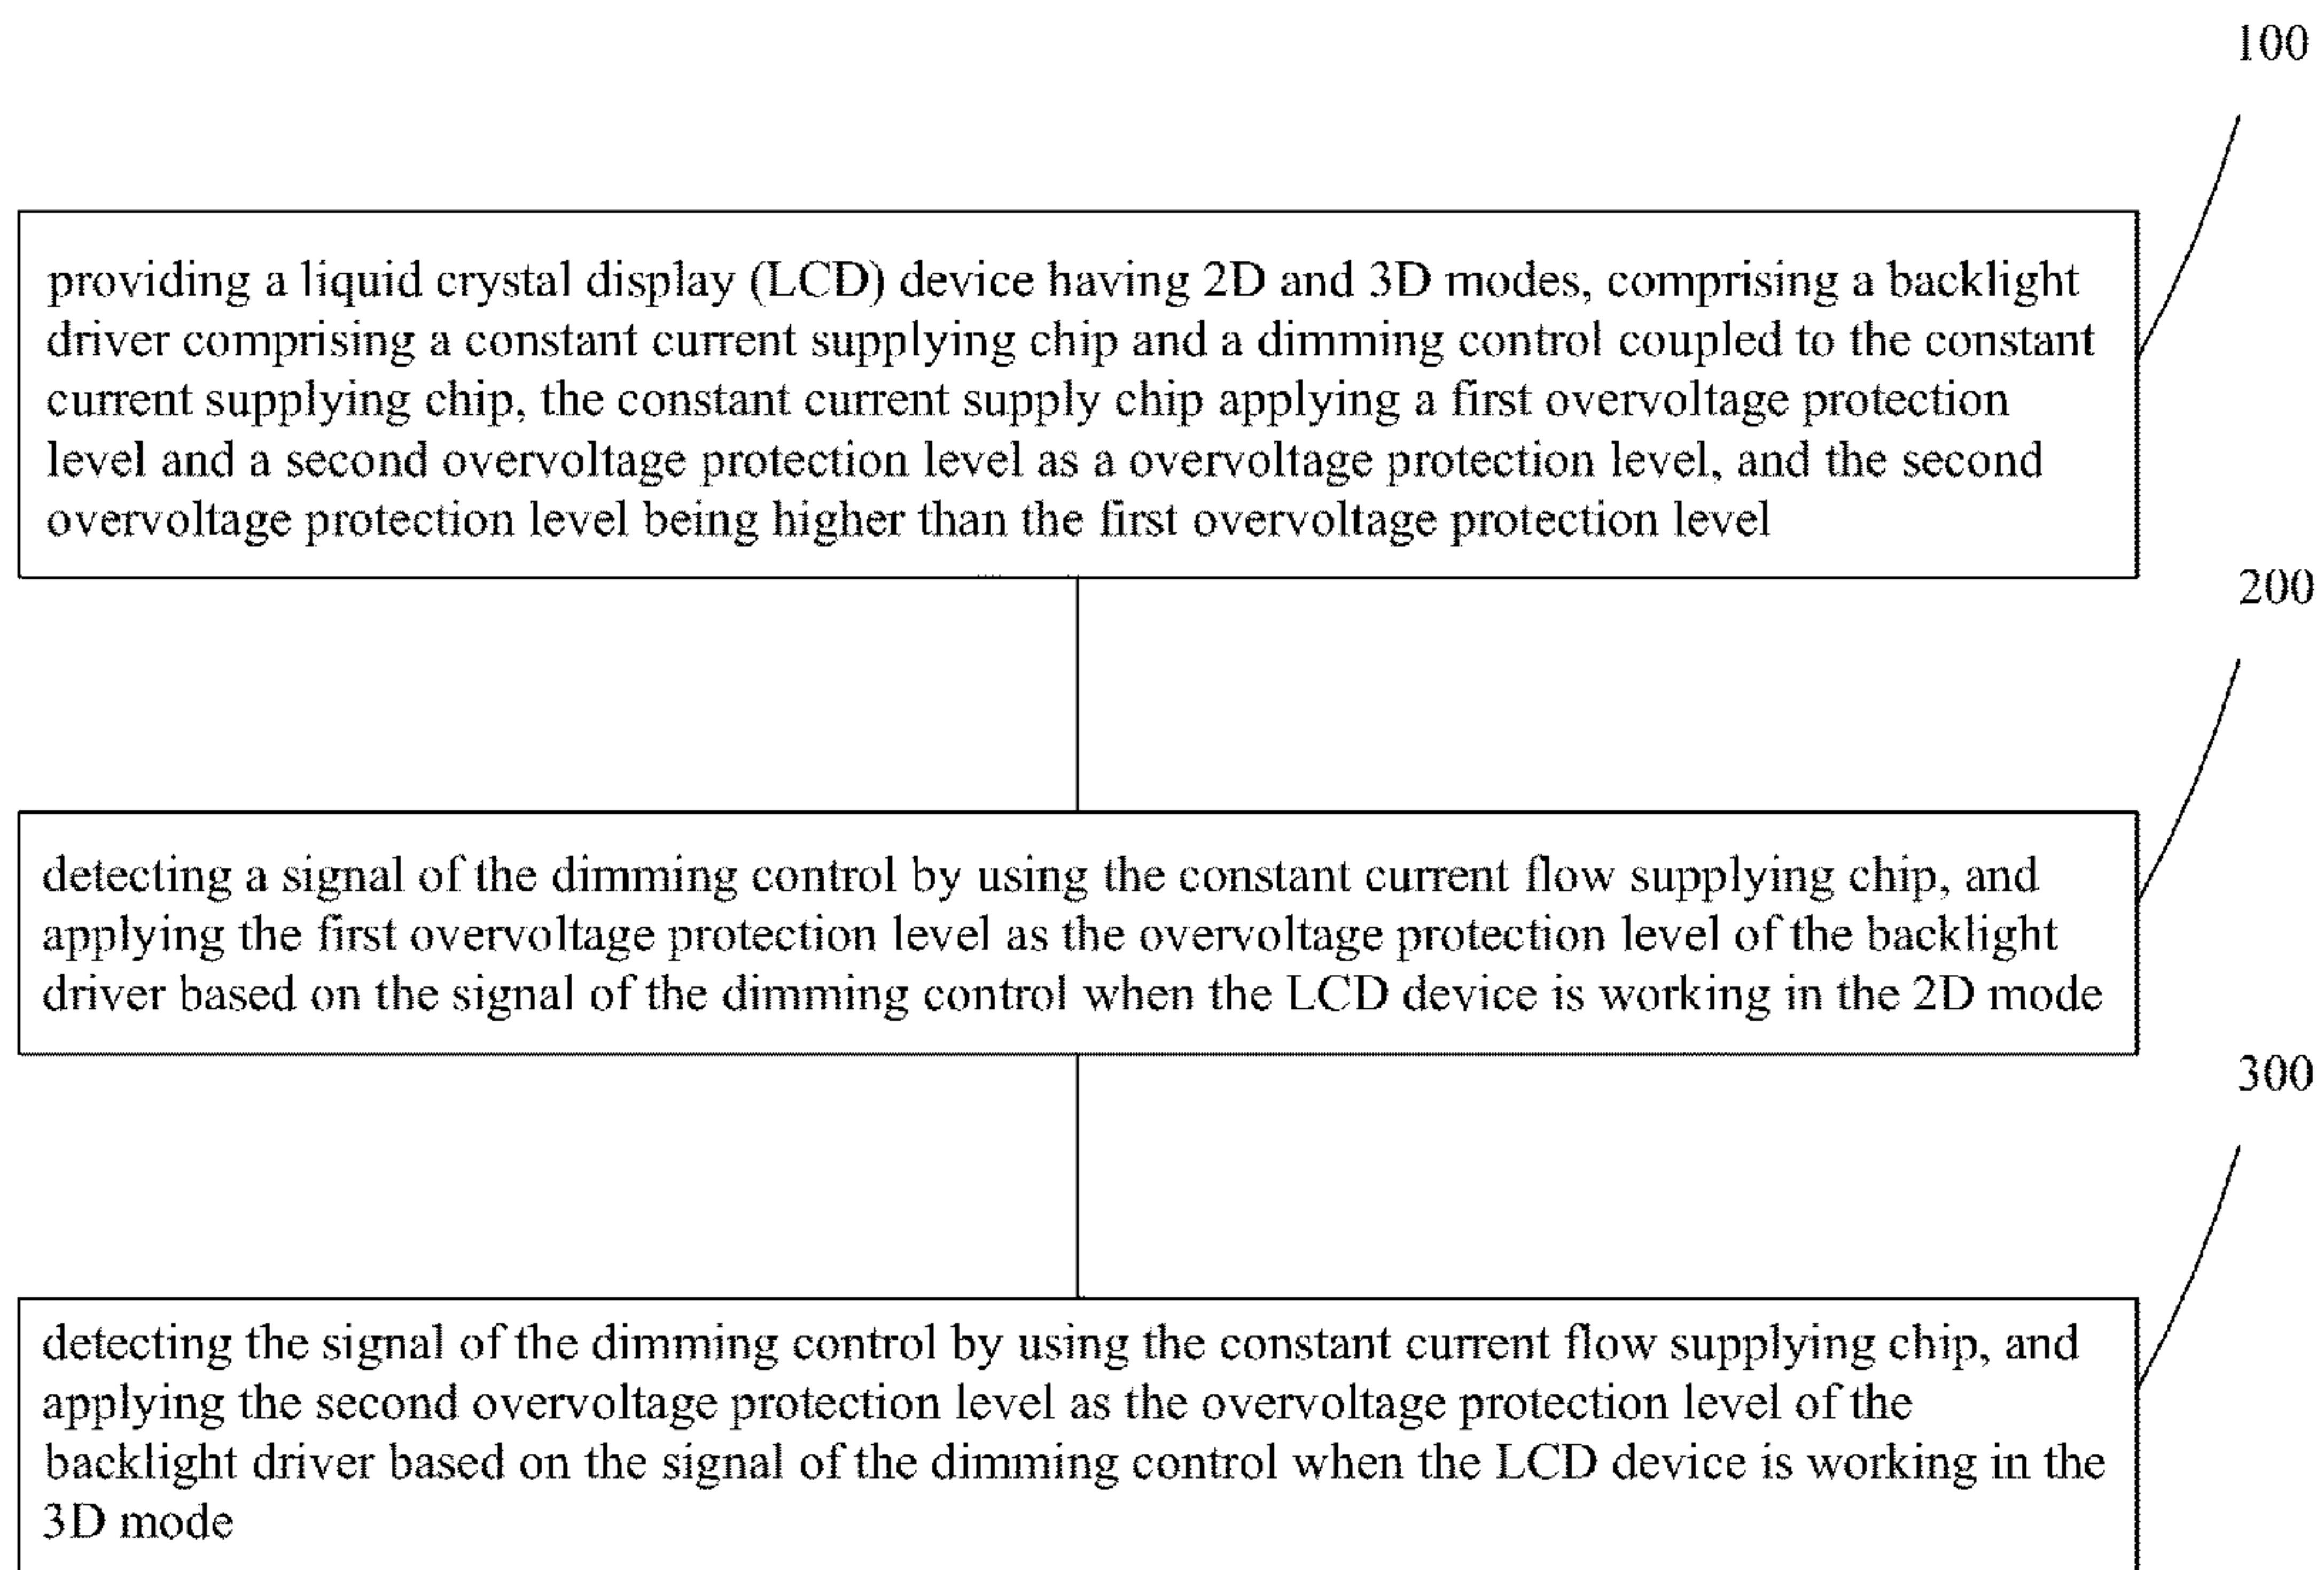 100
providing a liquid crystal display (LCD) device having 2D and 3D modes, comprising a backlight
driver comprising a constant current supplying chip and a dimming control coupled to the constant
current supplying chip, the constant current supply chip applying a first overvoltage protection
level and a second overvoltage protection level as a overvoltage protection level, and the second
overvoltage protection level being higher than the first overvoltage protection level
200
detecting a signal of the dimming control by using the constant current flow supplying chip, and
applying the first overvoltage protection level as the overvoltage protection level of the backlight
driver based on the signal of the dimming control when the LCD device is working in the 2D mode
300
detecting the signal of the dimming control by using the constant current flow supplying chip, and
applying the second overvoltage protection level as the overvoltage protection level of the
backlight driver based on the signal of the dimming control when the LCD device is working in the
3D mode